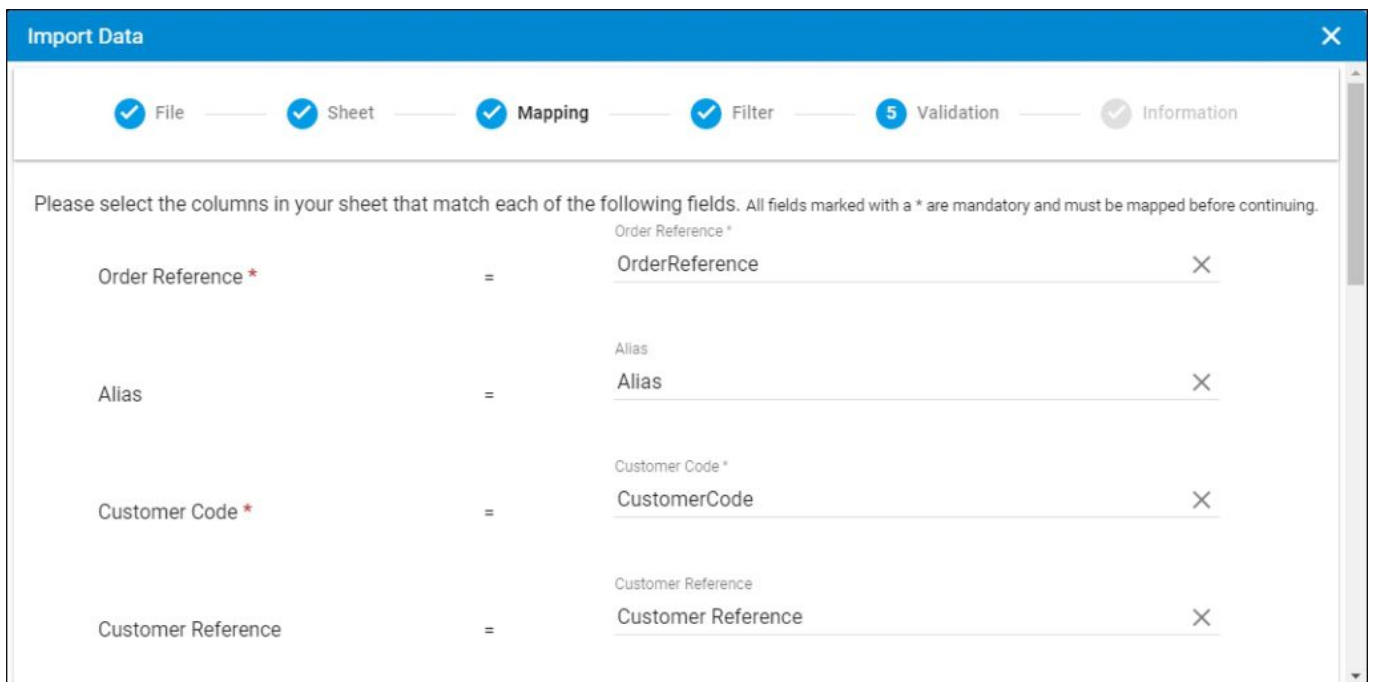 Import Data
File Sheet Mapping Filter 5 Validation Information
Please select the columns in your sheet that match each of the following fields. All fields marked with a * are mandatory and must be mapped before continuing.
Order Reference *
Order Reference * = OrderReference
Alias
Alias = Alias
Customer Code *
Customer Code * = CustomerCode
Customer Reference
Customer Reference = Customer Reference